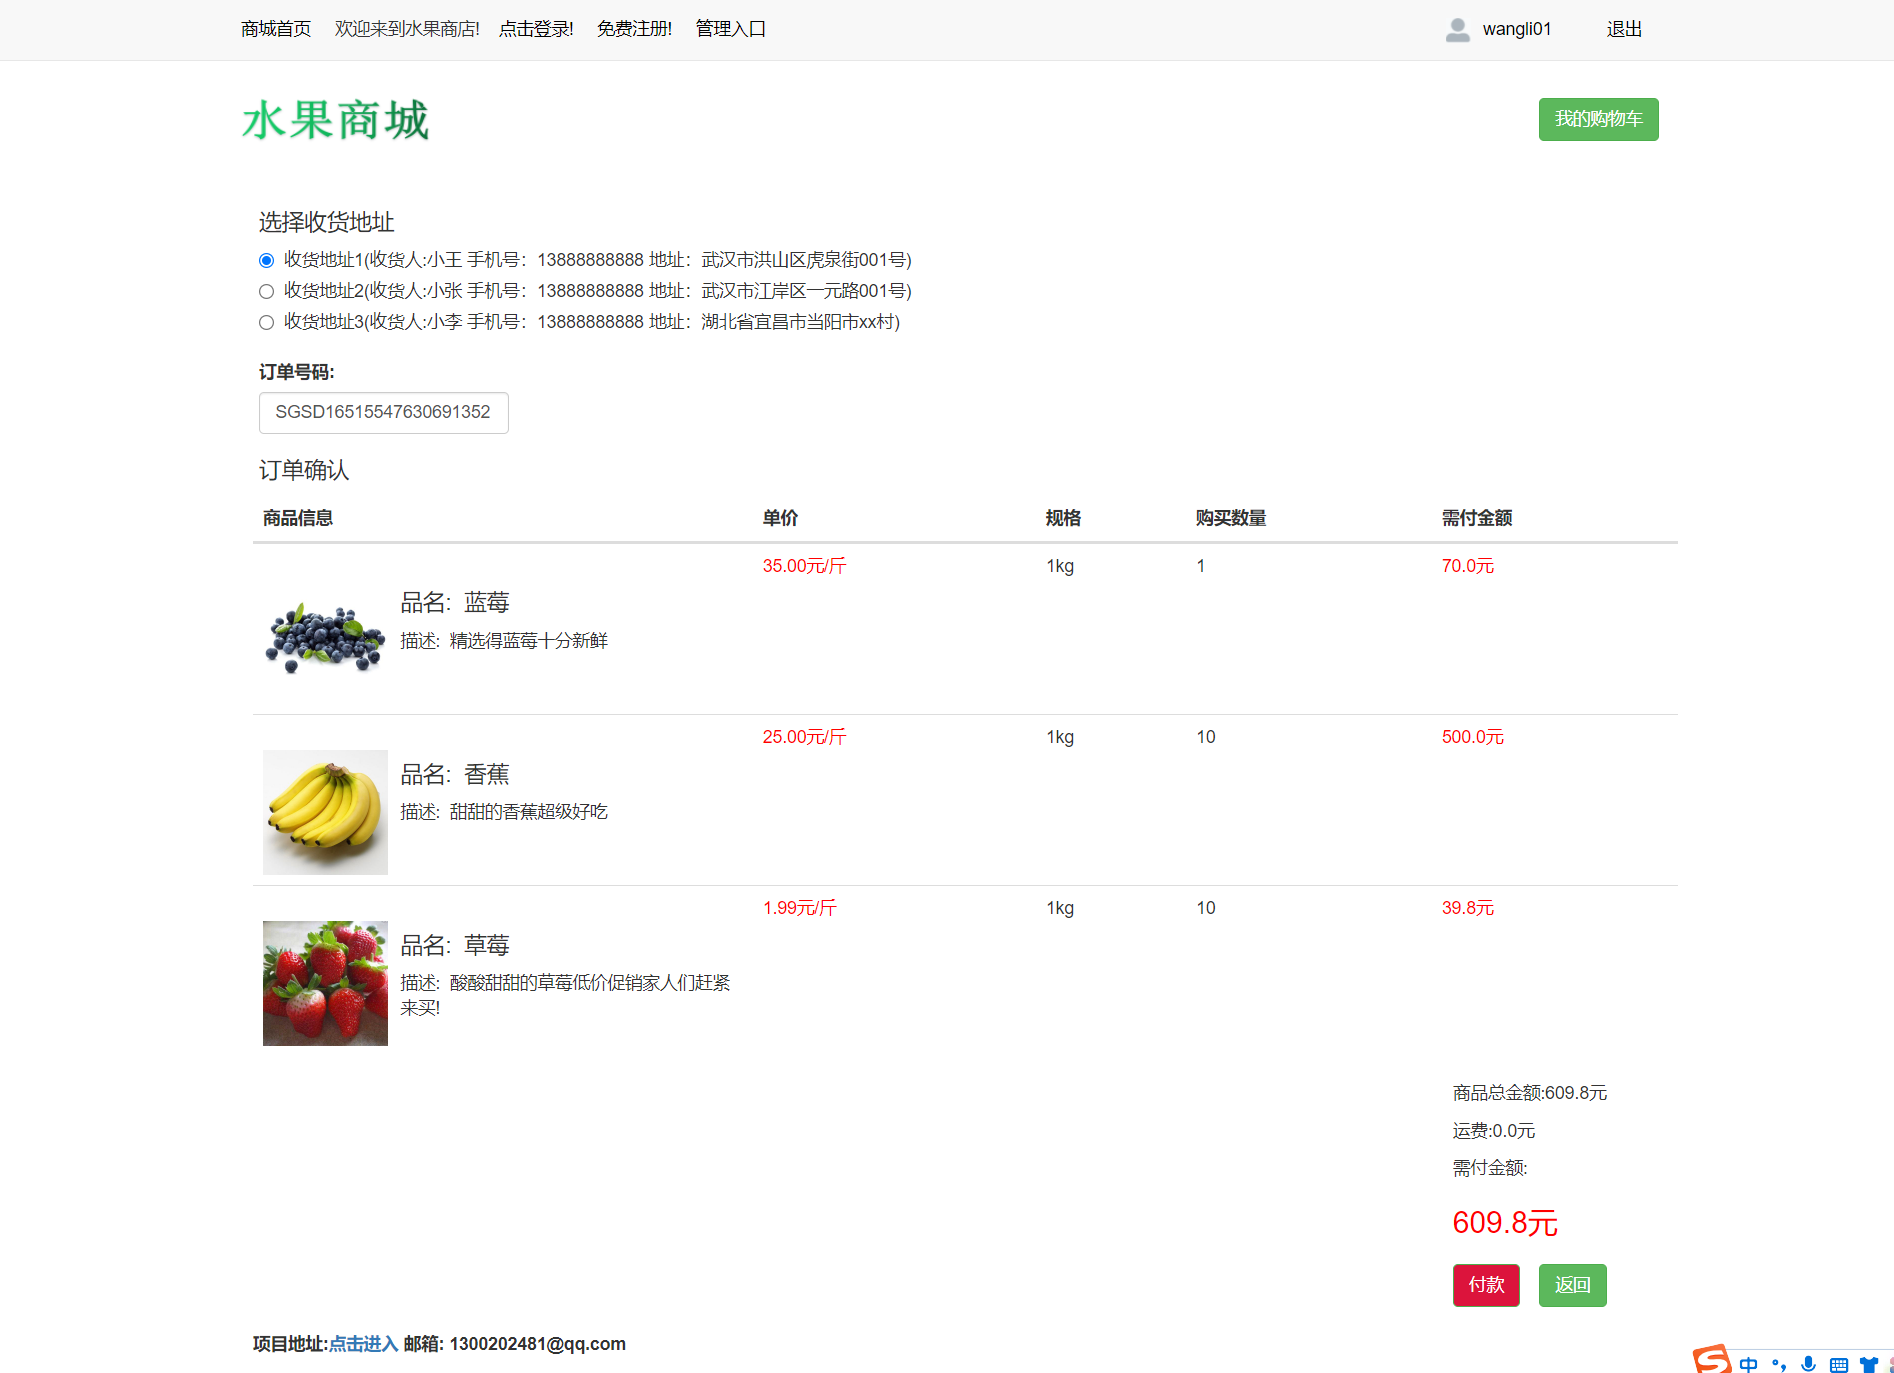 商城首页 欢迎来到水果商店! 点击登录! 免费注册! 管理入口 wangli01 退出
水果商城 我的购物车
选择收货地址
收货地址1(收货人:小王 手机号：13888888888 地址：武汉市洪山区虎泉街001号)
收货地址2(收货人:小张 手机号：13888888888 地址：武汉市江岸区一元路001号)
收货地址3(收货人:小李 手机号：13888888888 地址：湖北省宜昌市当阳市xx村)
订单号码:
SGSD16515547630691352
订单确认
商品信息 单价 规格 购买数量 需付金额
35.00元/斤 1kg 1 70.0元
品名：蓝莓
描述：精选得蓝莓十分新鲜
25.00元/斤 1kg 10 500.0元
品名：香蕉
描述：甜甜的香蕉超级好吃
1.99元/斤 1kg 10 39.8元
品名：草莓
描述：酸酸甜甜的草莓低价促销家人们赶紧
来买!
商品总金额:609.8元
运费:0.0元
需付金额:
609.8元
付款 返回
项目地址:点击进入 邮箱: 1300202481@qq.com
中